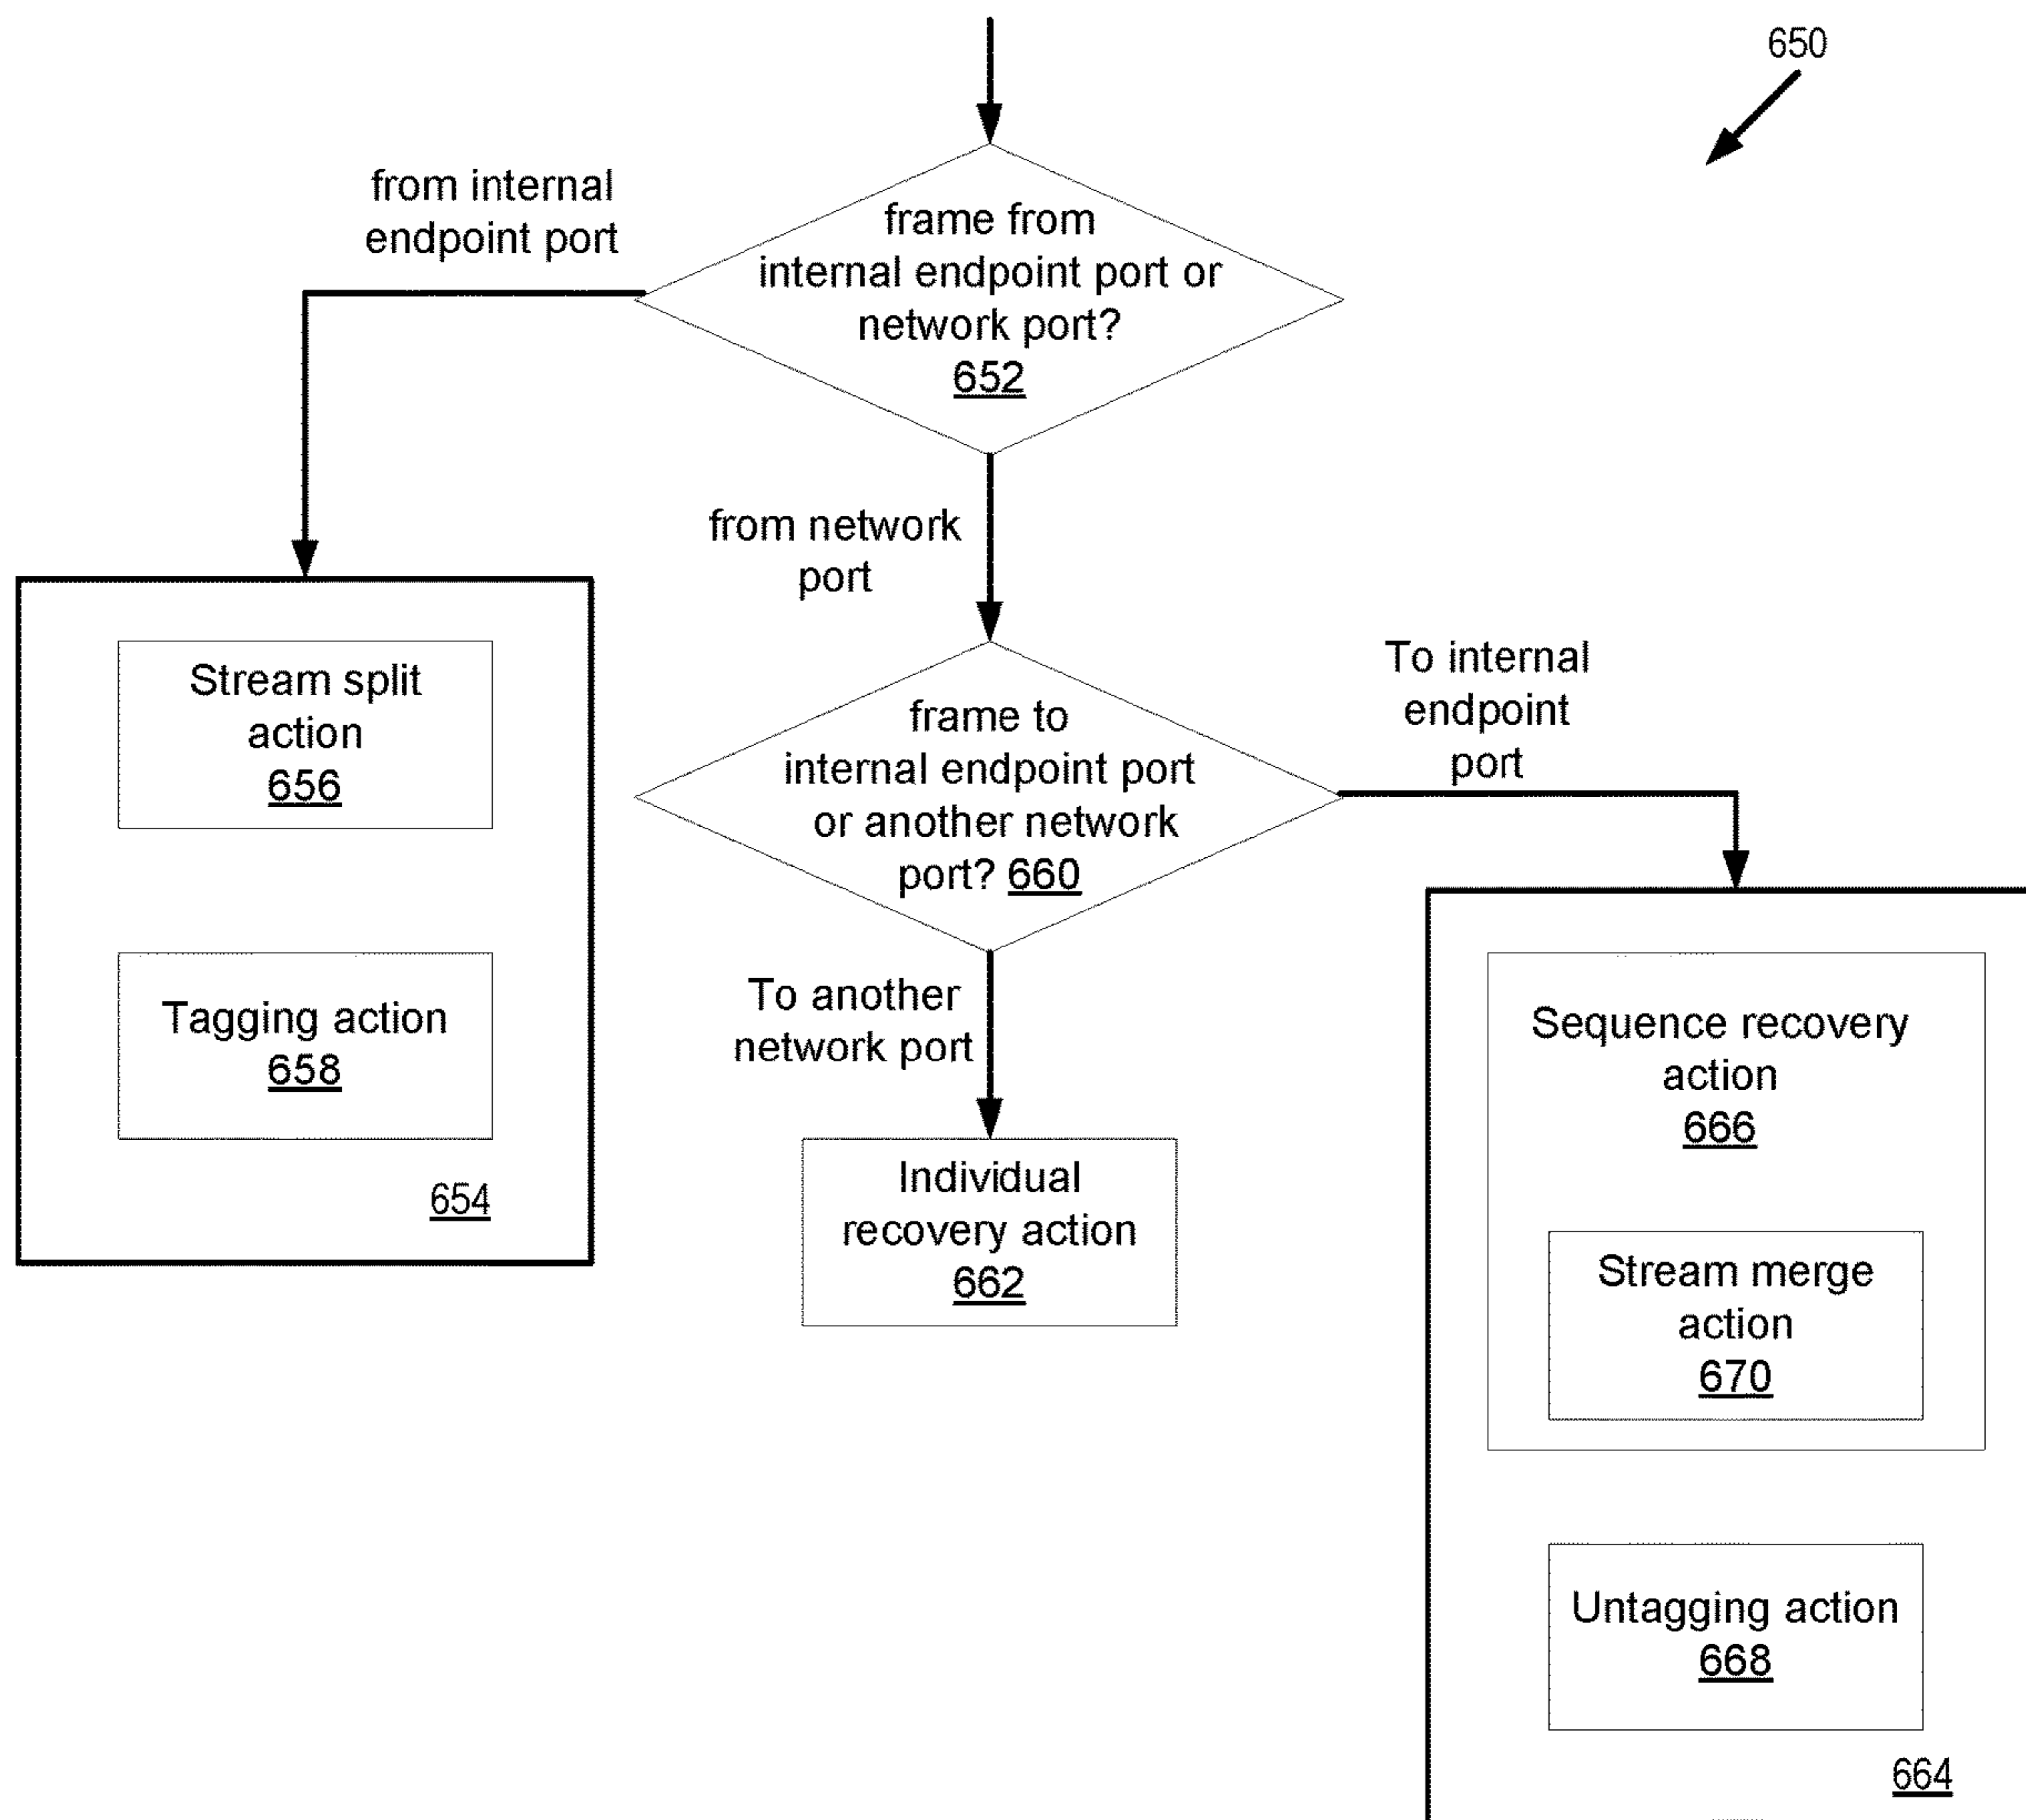 650
from internal
endpoint port
frame from
internal endpoint port or
network port?
652
from network
port
Stream split
action
656
Tagging action
658
654
frame to
internal endpoint port
or another network
port? 660
To internal
endpoint
port
To another
network port
Individual
recovery action
662
Sequence recovery
action
666
Stream merge
action
670
Untagging action
668
664